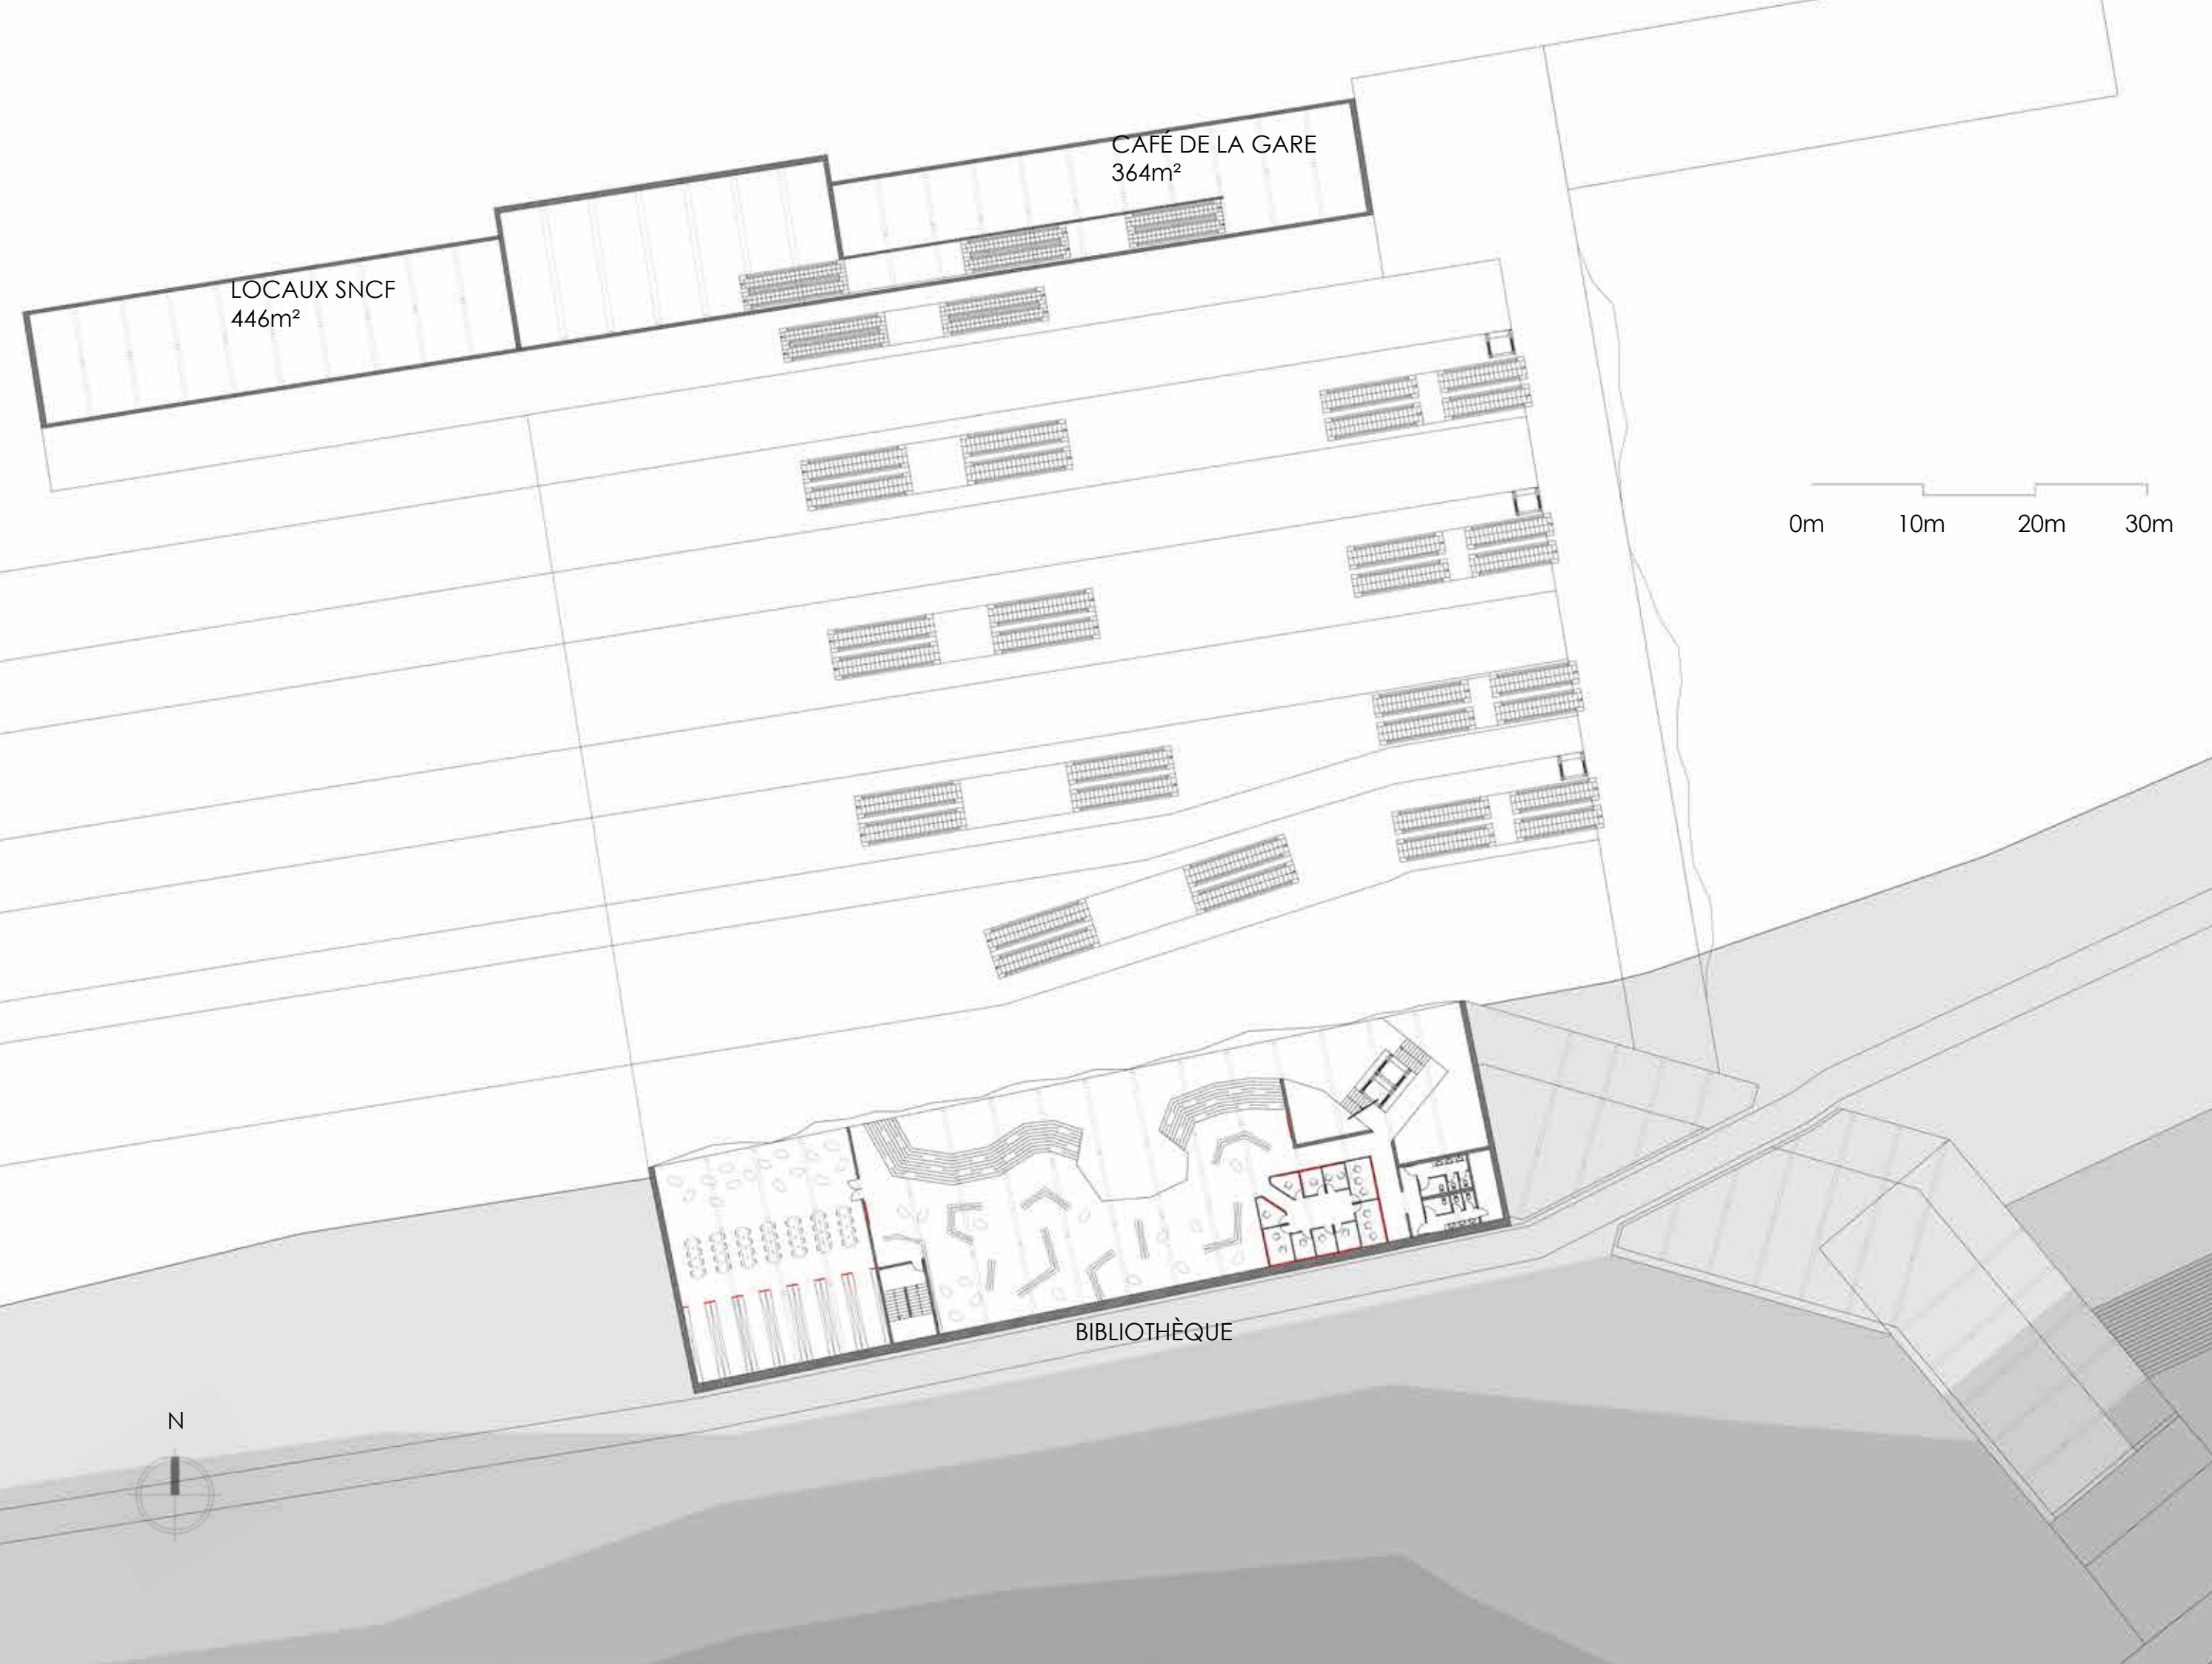 CAFÉ DE LA GARE
364m²
LOCAUX SNCF
446m²
0m 10m 20m 30m
BIBLIOTHÈQUE
N